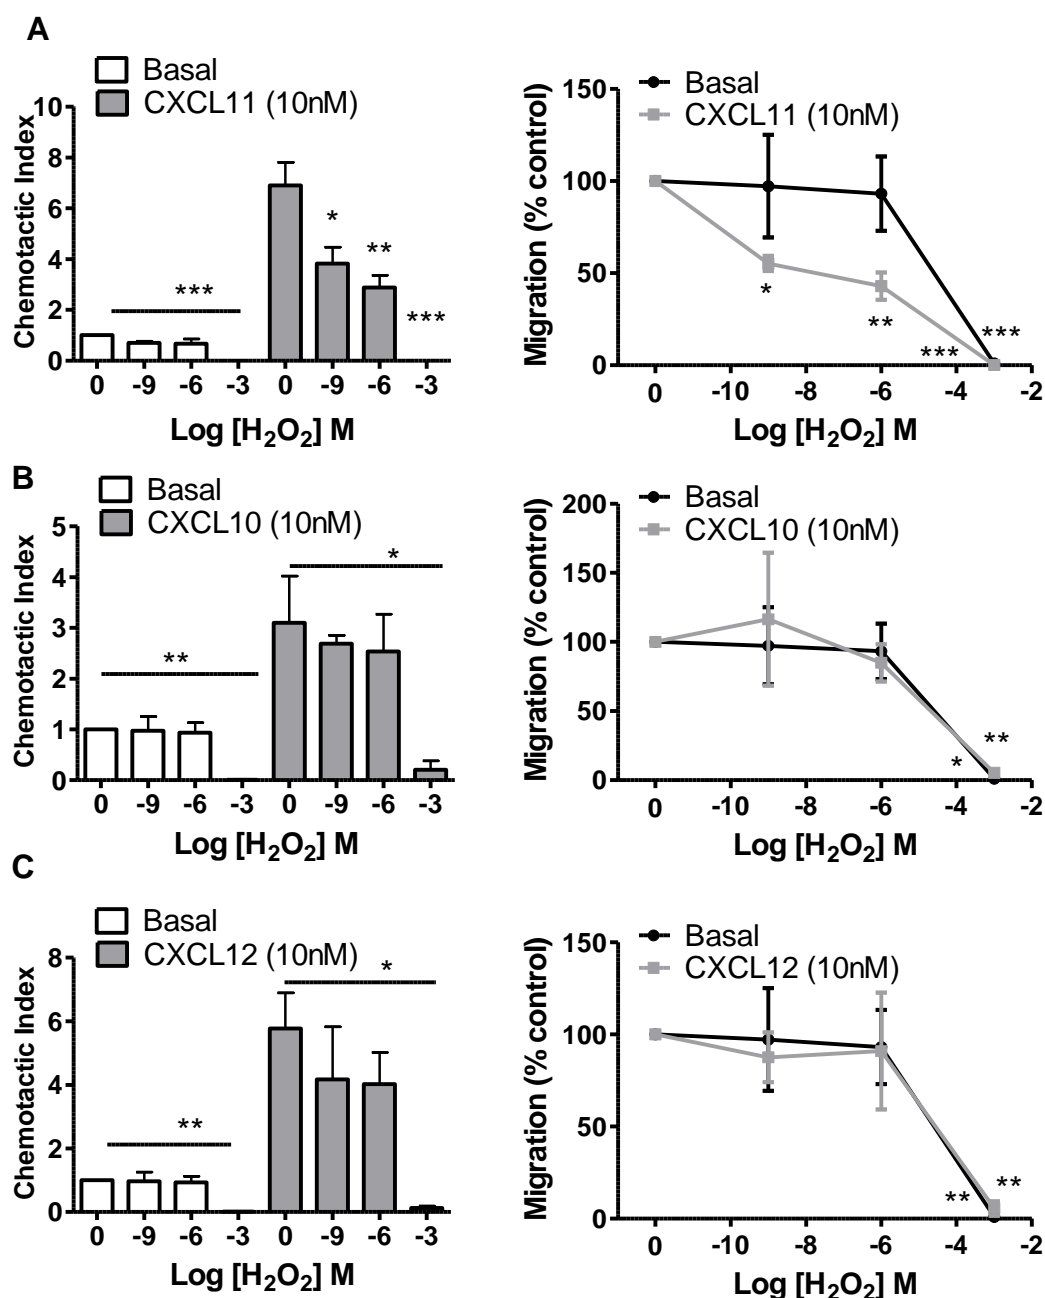 A
Basal
CXCL11 (10nM)
Chemotactic Index
10
8
6
4
2
0
*
**
***
***
0 -9 -6 -3 0 -9 -6 -3
Log [H₂O₂] M
Basal
CXCL11 (10nM)
Migration (% control)
150
100
50
0
*
**
***
***
0 -10 -8 -6 -4 -2
Log [H₂O₂] M
B
Basal
CXCL10 (10nM)
Chemotactic Index
5
4
3
2
1
0
*
**
0 -9 -6 -3 0 -9 -6 -3
Log [H₂O₂] M
Basal
CXCL10 (10nM)
Migration (% control)
200
150
100
50
0
**
*
0 -10 -8 -6 -4 -2
Log [H₂O₂] M
C
Basal
CXCL12 (10nM)
Chemotactic Index
8
6
4
2
0
*
**
0 -9 -6 -3 0 -9 -6 -3
Log [H₂O₂] M
Basal
CXCL12 (10nM)
Migration (% control)
150
100
50
0
**
**
0 -10 -8 -6 -4 -2
Log [H₂O₂] M